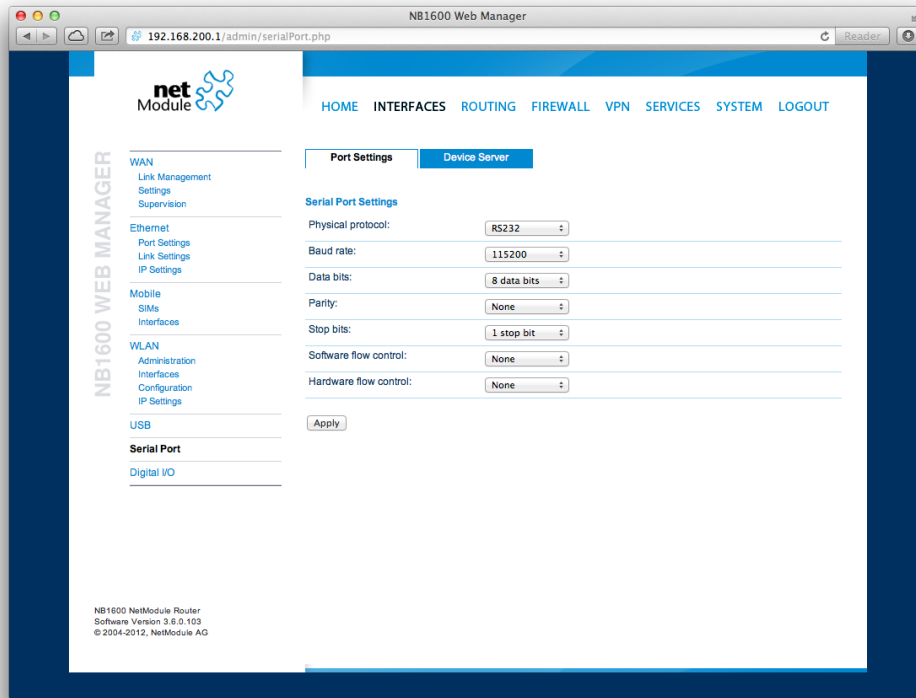 NB1600 Web Manager
192.168.200.1/admin/serialPort.php
Reader
net
Module
HOME INTERFACES ROUTING FIREWALL VPN SERVICES SYSTEM LOGOUT
NB1600 WEB MANAGER
WAN
Link Management
Settings
Supervision
Ethernet
Port Settings
Link Settings
IP Settings
Mobile
SIMs
Interfaces
WLAN
Administration
Interfaces
Configuration
IP Settings
USB
Serial Port
Digital I/O
Port Settings Device Server
Serial Port Settings
Physical protocol: RS232
Baud rate: 115200
Data bits: 8 data bits
Parity: None
Stop bits: 1 stop bit
Software flow control: None
Hardware flow control: None
Apply
NB1600 NetModule Router
Software Version 3.6.0.103
© 2004-2012, NetModule AG